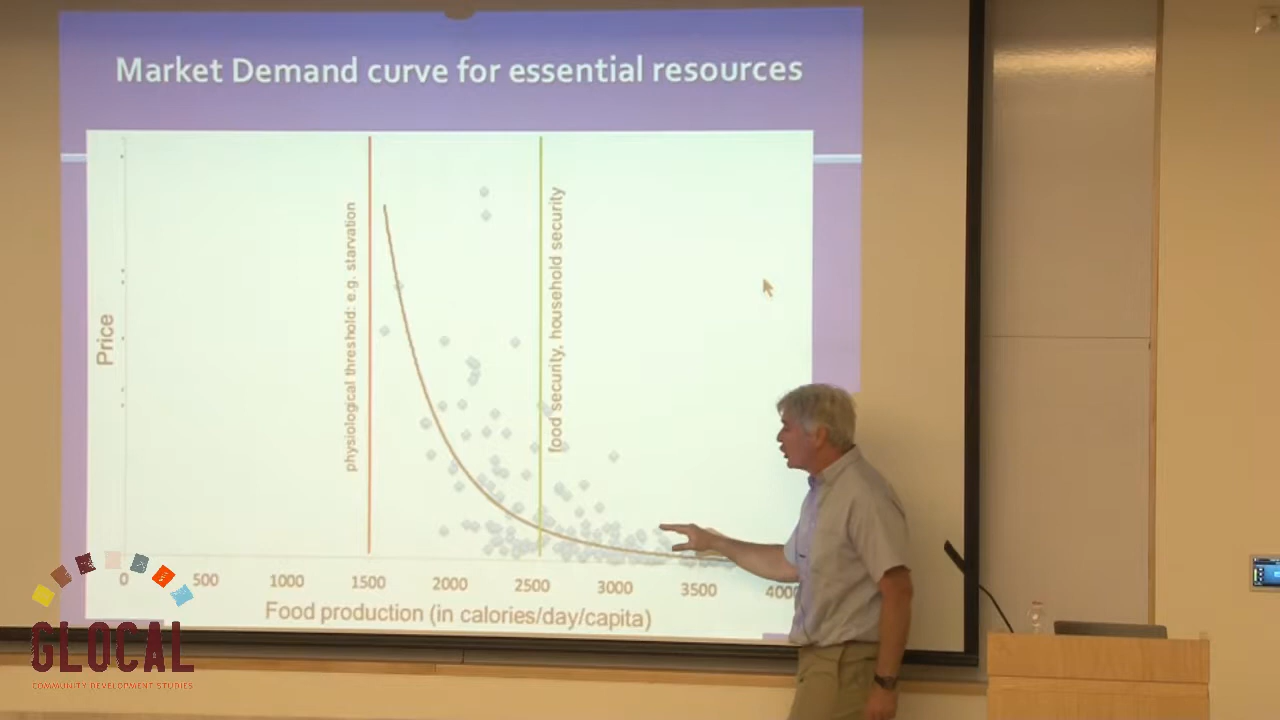 Market Demand curve for essential resources
physiological threshold: e.g. starvation
food security, household security
Price
0 500 1000 1500 2000 2500 3000 3500 4000
Food production (in calories/day/capita)
GLOCAL
COMMUNITY DEVELOPMENT STUDIES